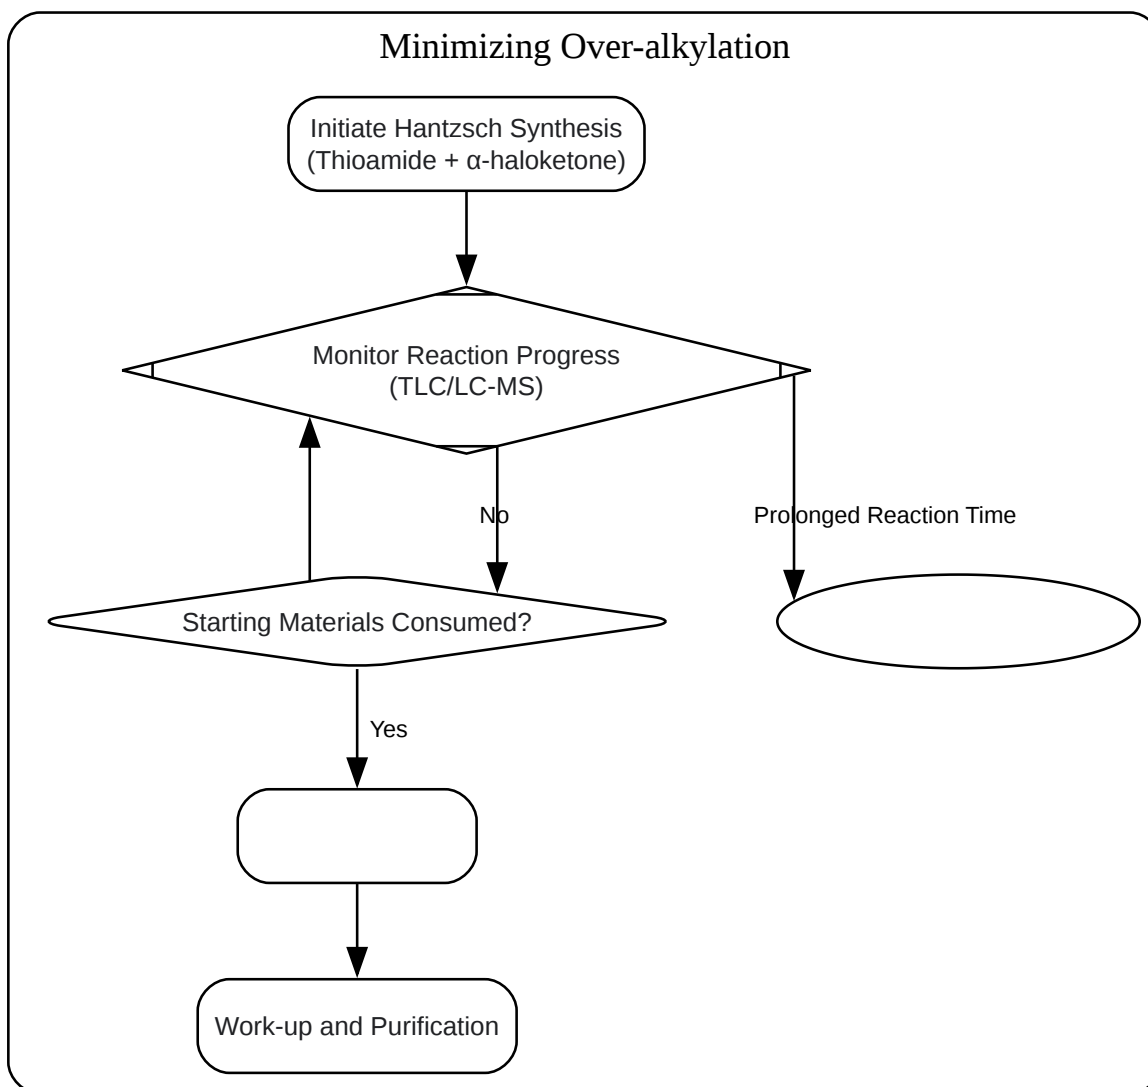 Minimizing Over-alkylation
Initiate Hantzsch Synthesis
(Thioamide + α-haloketone)
Monitor Reaction Progress
(TLC/LC-MS)
No
Prolonged Reaction Time
Starting Materials Consumed?
Yes
Work-up and Purification